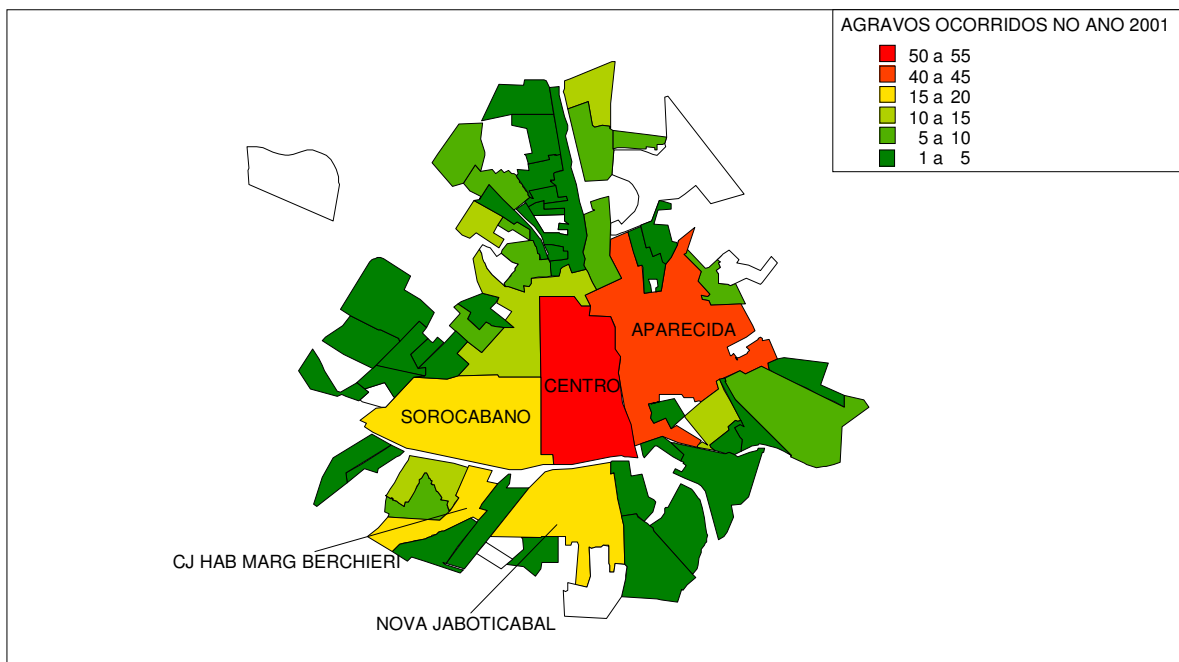 AGRAVOS OCORRIDOS NO ANO 2001
50 a 55
40 a 45
15 a 20
10 a 15
5 a 10
1 a 5
APARECIDA
CENTRO
SOROCABANO
CJ HAB MARG BERCHIERI
NOVA JABOTICABAL